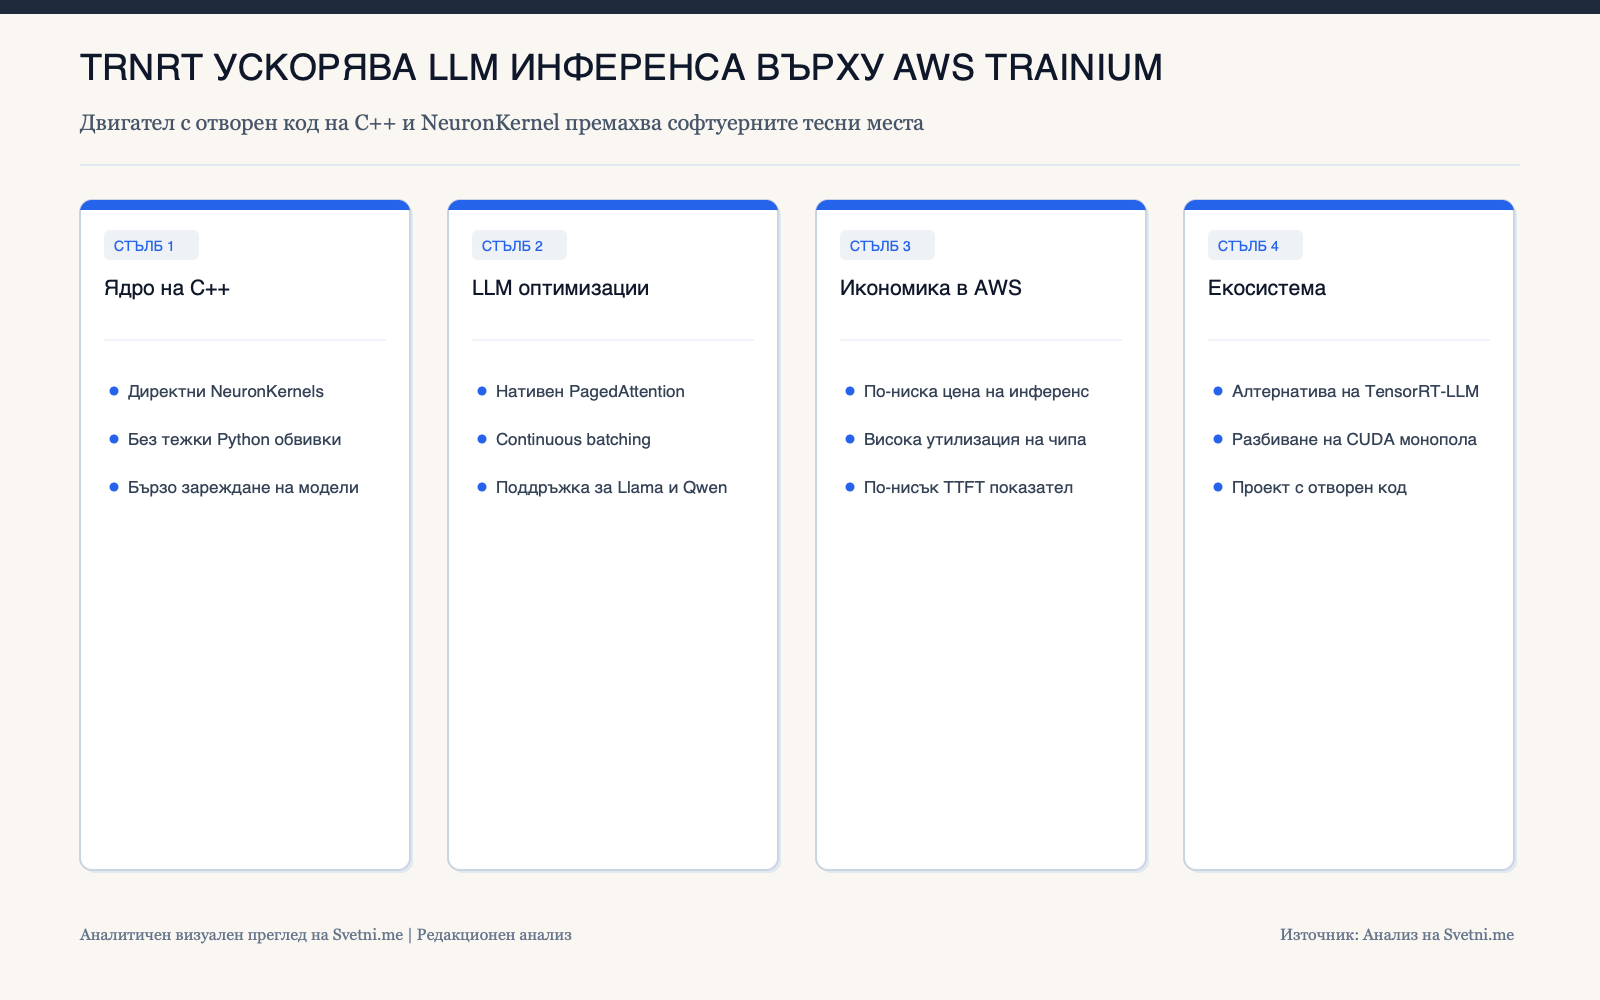 TRNRT УСКОРЯВА LLM ИНФЕРЕНСА ВЪРХУ AWS TRAINIUM
Двигател с отворен код на C++ и NeuronKernel премахва софтуерните тесни места
СТЪЛБ 1
Ядро на C++
Директни NeuronKernels
Без тежки Python обвивки
Бързо зареждане на модели
СТЪЛБ 2
LLM оптимизации
Нативен PagedAttention
Continuous batching
Поддръжка за Llama и Qwen
СТЪЛБ 3
Икономика в AWS
По-ниска цена на инференс
Висока утилизация на чипа
По-нисък TTFT показател
СТЪЛБ 4
Екосистема
Алтернатива на TensorRT-LLM
Разбиване на CUDA монопола
Проект с отворен код
Аналитичен визуален преглед на Svetni.me | Редакционен анализ
Източник: Анализ на Svetni.me